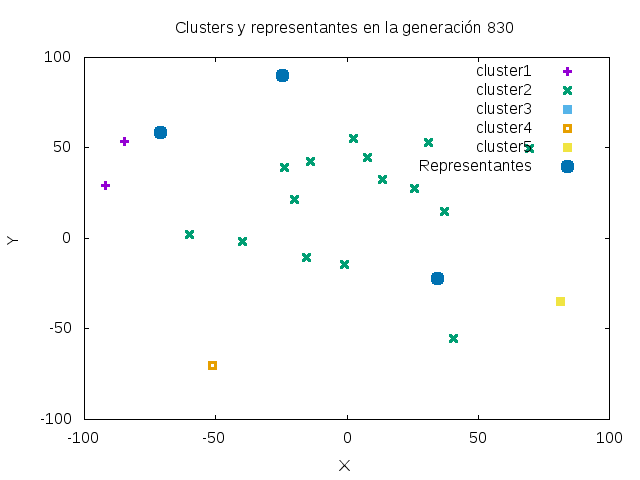 Clusters y representantes en la generación 830
100
50
0
-50
-100
-100
-50
0
50
100
Y
X
cluster1
cluster2
cluster3
cluster4
cluster5
Representantes